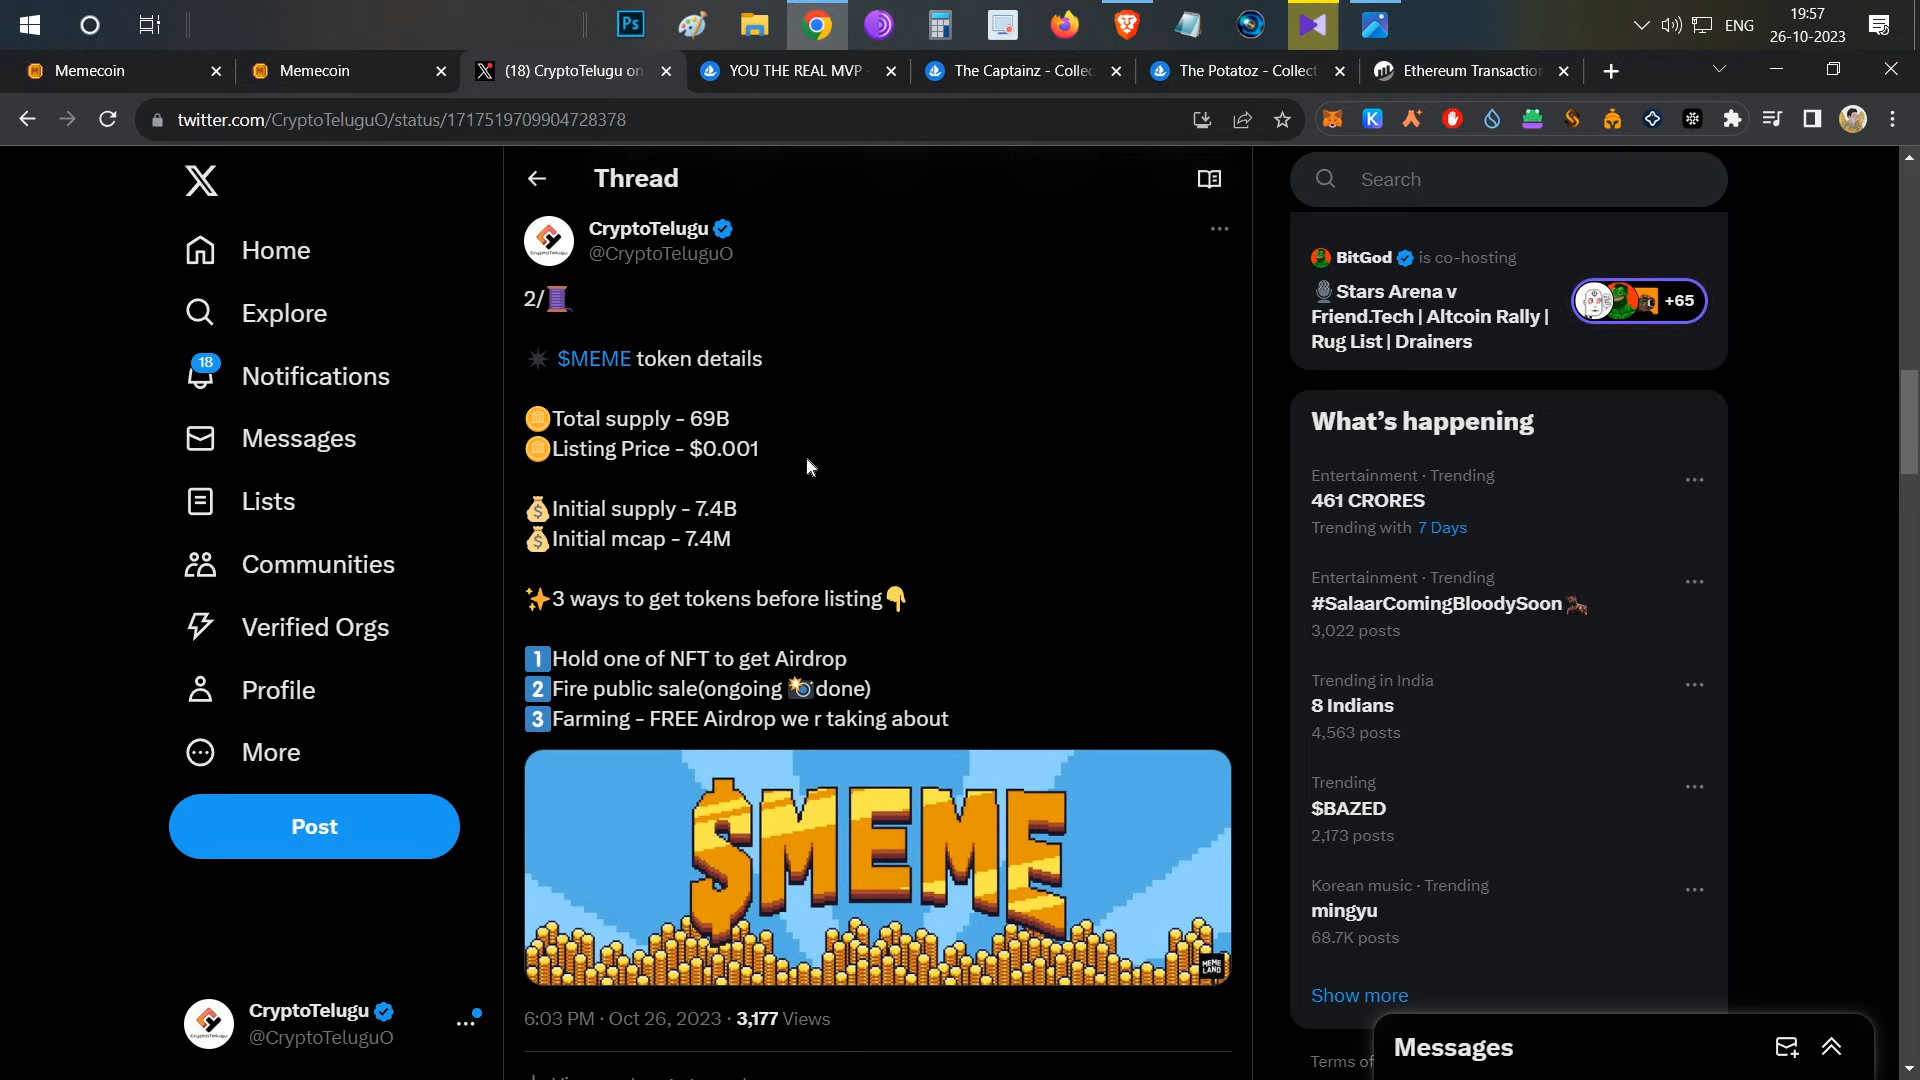 Ps
ENG
19:57
26-10-2023
Memecoin
Memecoin
(18) CryptoTelugu on
YOU THE REAL MVP
The Captainz - Collec
The Potatoz - Collect
Ethereum Transactio
twitter.com/CryptoTeluguO/status/1717519709904728378
Home
Explore
18
Notifications
Messages
Lists
Communities
Verified Orgs
Profile
More
Post
CryptoTelugu
@CryptoTeluguO
Thread
CryptoTelugu
@CryptoTeluguO
2/🧵
✴ $MEME token details
🪙Total supply - 69B
🪙Listing Price - $0.001
💰Initial supply - 7.4B
💰Initial mcap - 7.4M
✨3 ways to get tokens before listing👇
1️⃣Hold one of NFT to get Airdrop
2️⃣Fire public sale(ongoing 📸done)
3️⃣Farming - FREE Airdrop we r taking about
$MEME
MEME
LAND
6:03 PM · Oct 26, 2023 · 3,177 Views
Search
BitGod is co-hosting
🎙Stars Arena v
Friend.Tech | Altcoin Rally |
Rug List | Drainers
+65
What’s happening
Entertainment · Trending
461 CRORES
Trending with 7 Days
Entertainment · Trending
#SalaarComingBloodySoon
3,022 posts
Trending in India
8 Indians
4,563 posts
Trending
$BAZED
2,173 posts
Korean music · Trending
mingyu
68.7K posts
Show more
Terms of
Messages